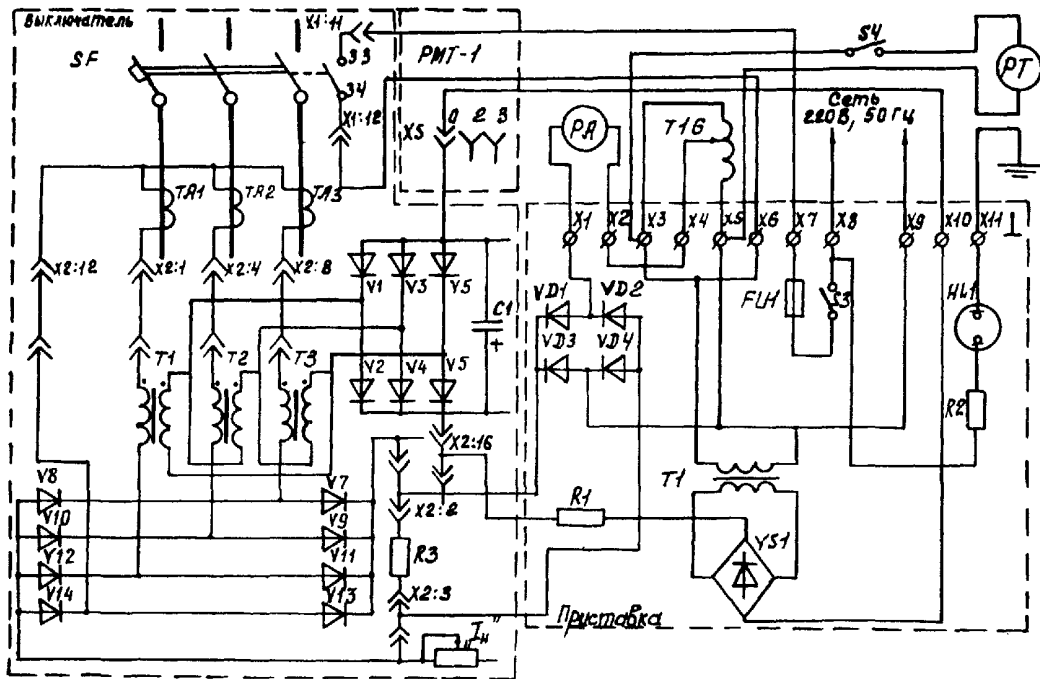 Выключатель
X1:11
РМТ-1
SF
33
34
X1:12
XS
0 2 3
S4
PT
Сеть
220В, 50Гц
PA
T1G
TA1 TA2 TA3
X1 X2 X3 X4 X5 X6 X7 X8 X9 X10 X11
X2:12 X2:1 X2:4 X2:8
V1 V3 V5
C1
+
VD1 VD2
VD3 VD4
FU1
S3
HL1
T1 T2 T3
V2 V4 V5
R2
X2:16
V8 V7
X2:2
R1
T1
V10 V9
R3
VS1
V12 V11
V14 V13
X2:3
Приставка
"Iн"